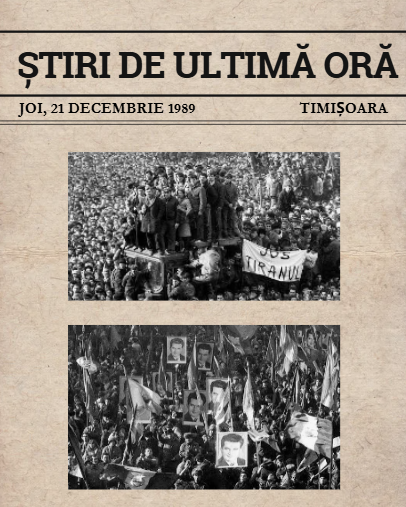 ȘTIRI DE ULTIMĂ ORĂ
JOI, 21 DECEMBRIE 1989
TIMIȘOARA
JOS
TIRANUL